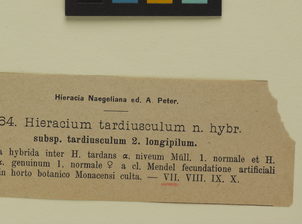 Hieracia Naegeliana ed. A. Peter.
64. Hieracium tardiusculum n. hybr.
subsp. tardiusculum 2. longipilum.
a hybrida inter H. tardans α. niveum Müll. 1. normale et H.
α. genuinum 1. normale ♀ a cl. Mendel fecundatione artificiali
in horto botanico Monacensi culta. — VII. VIII. IX. X.